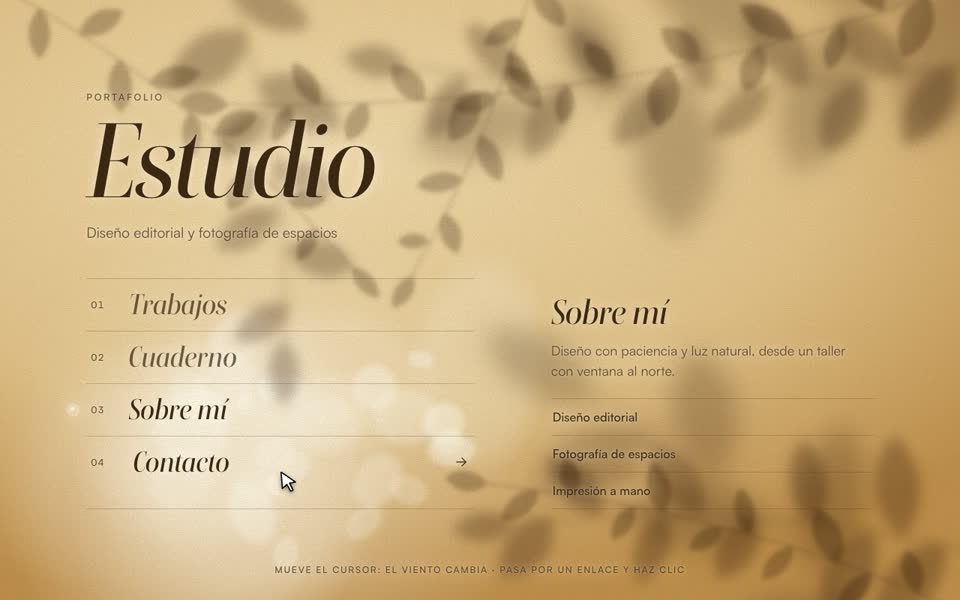 PORTAFOLIO
Estudio
Diseño editorial y fotografía de espacios
01 Trabajos
02 Cuaderno
03 Sobre mí
04 Contacto →
Sobre mí
Diseño con paciencia y luz natural, desde un taller
con ventana al norte.
Diseño editorial
Fotografía de espacios
Impresión a mano
MUEVE EL CURSOR: EL VIENTO CAMBIA · PASA POR UN ENLACE Y HAZ CLIC